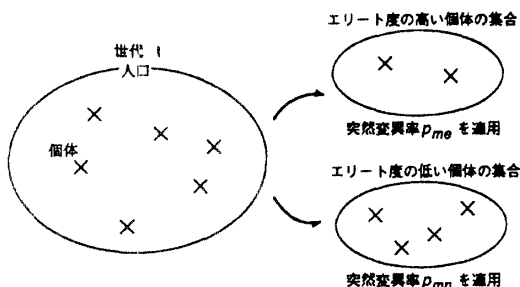 世代 t
人口
個体
エリート度の高い個体の集合
突然変異率 pme を適用
エリート度の低い個体の集合
突然変異率 pmn を適用